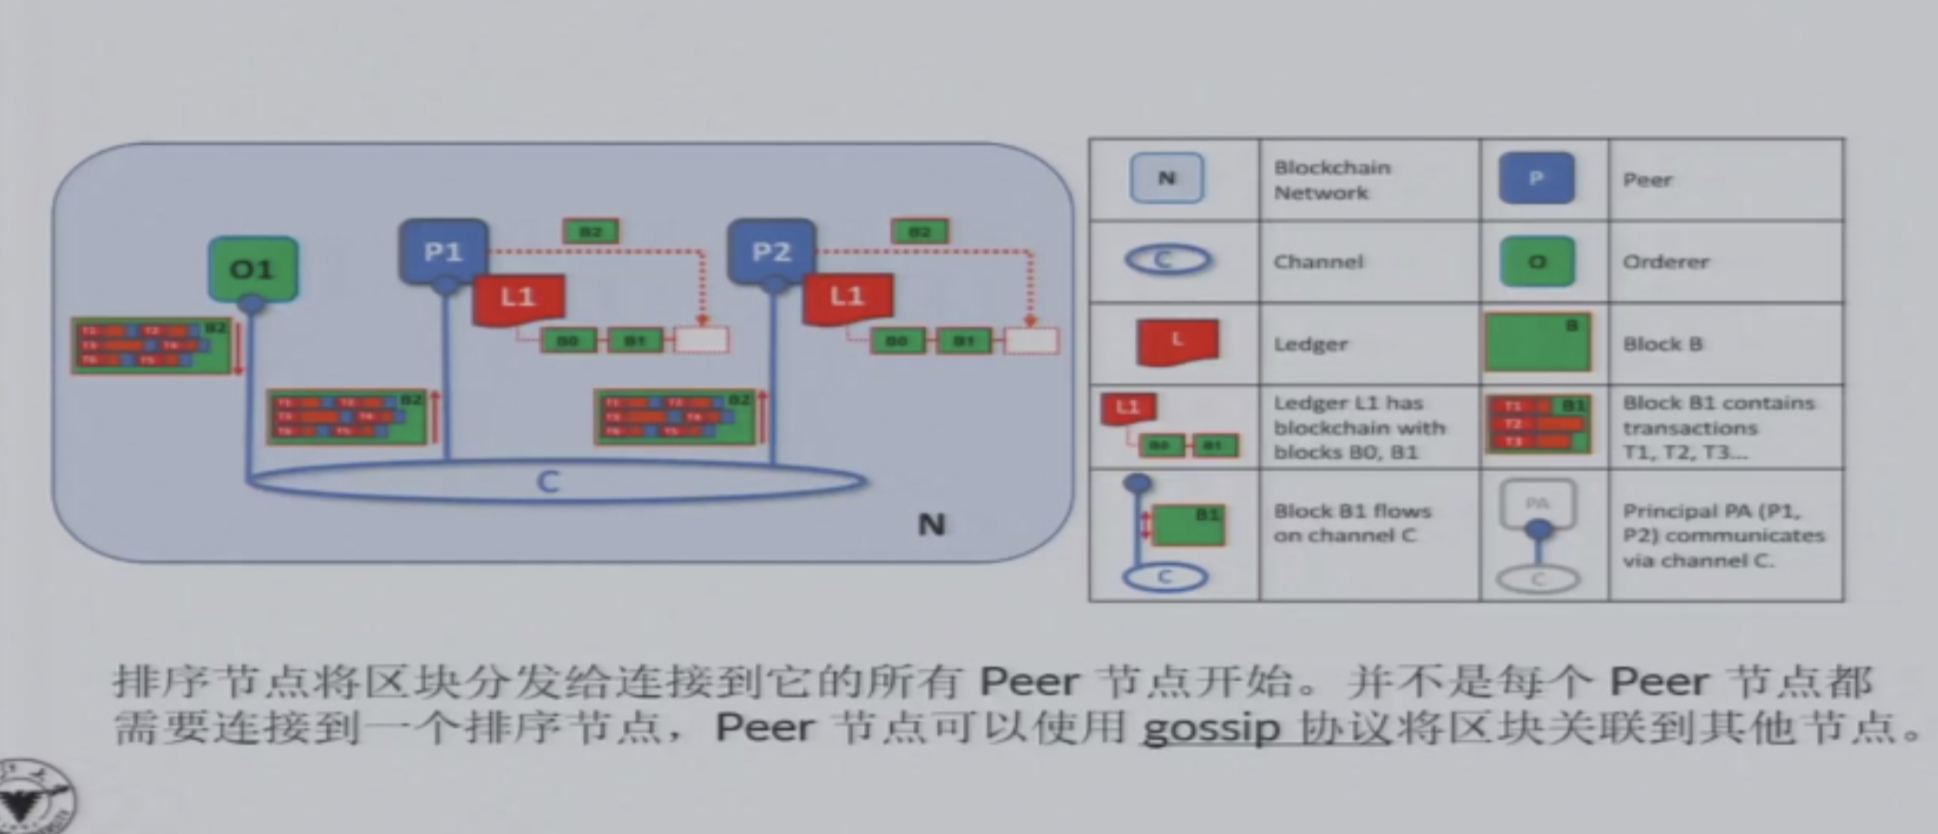 O1
P1
B2
P2
B2
L1
L1
B2
T1 T2
T3 T4
T6 T5
B0 B1
B0 B1
B2
T1 T2
T3 T4
T6 T5
B2
T1 T2
T3 T4
T6 T5
C
N
N
Blockchain
Network
P
Peer
C
Channel
O
Orderer
L
Ledger
B
Block B
L1
B0 B1
Ledger L1 has
blockchain with
blocks B0, B1
T1 B1
T2
T3
Block B1 contains
transactions
T1, T2, T3...
B1
C
Block B1 flows
on channel C
PA
C
Principal PA (P1,
P2) communicates
via channel C.
排序节点将区块分发给连接到它的所有 Peer 节点开始。并不是每个 Peer 节点都
需要连接到一个排序节点，Peer 节点可以使用 gossip 协议将区块关联到其他节点。